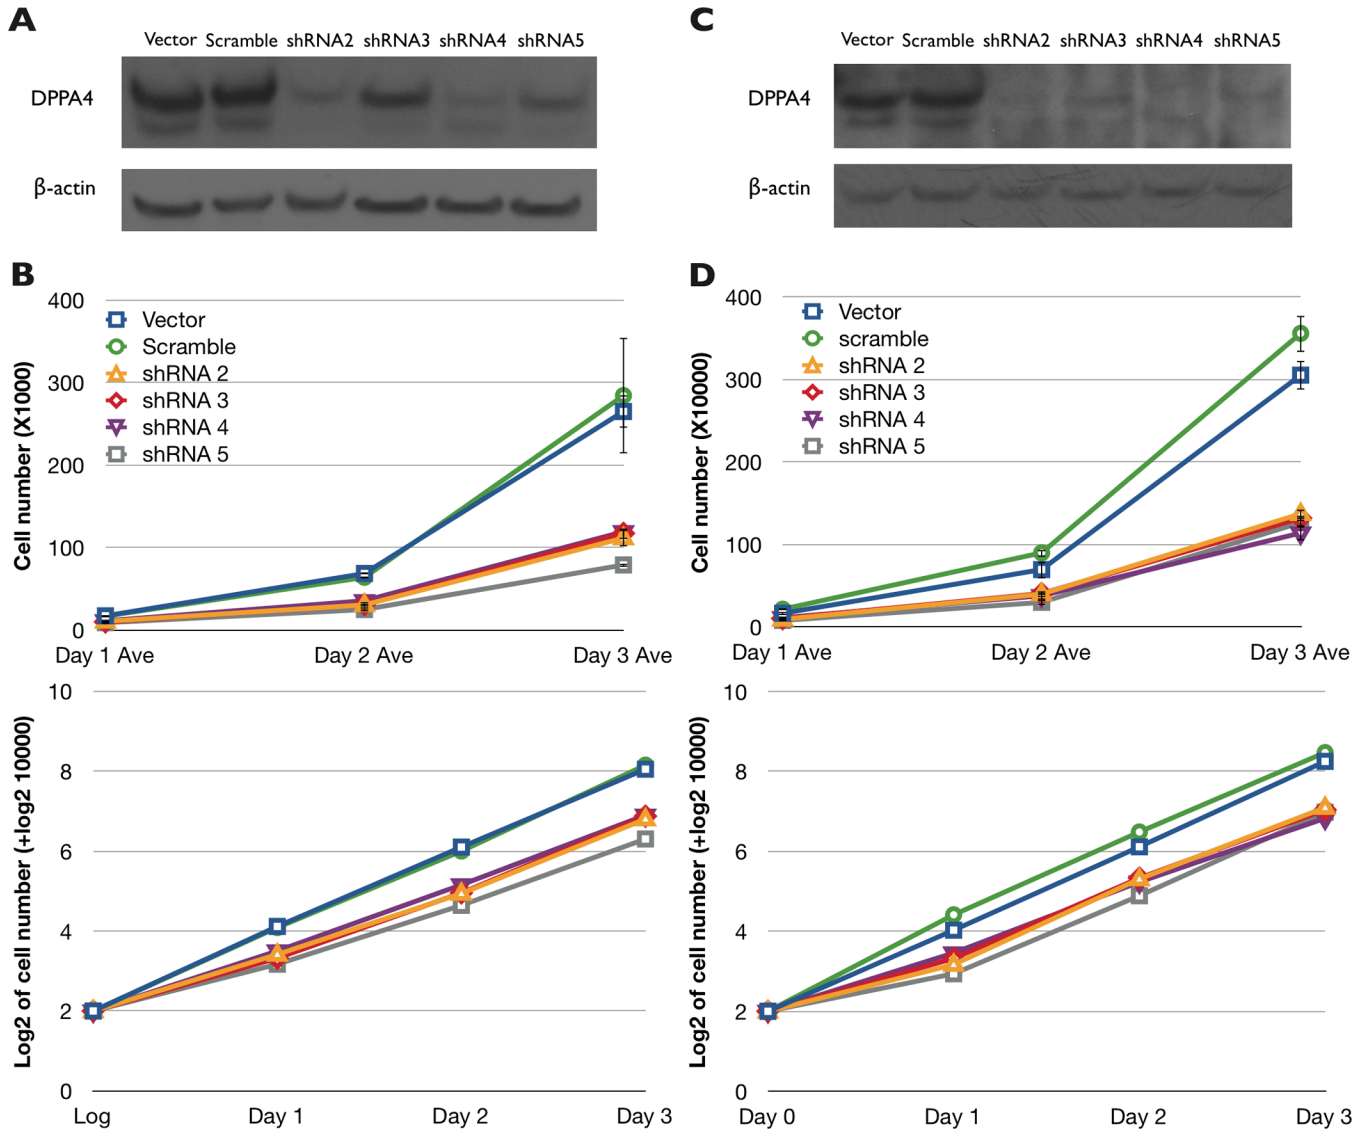 A
Vector Scramble shRNA2 shRNA3 shRNA4 shRNA5
DPPA4
β-actin
C
Vector Scramble shRNA2 shRNA3 shRNA4 shRNA5
DPPA4
β-actin
B
Cell number (X10000)
400
300
200
100
0
Vector
Scramble
shRNA 2
shRNA 3
shRNA 4
shRNA 5
Day 1 Ave Day 2 Ave Day 3 Ave
Log2 of cell number (+log2 10000)
10
8
6
4
2
0
Log Day 1 Day 2 Day 3
D
Cell number (X10000)
400
300
200
100
0
Vector
scramble
shRNA 2
shRNA 3
shRNA 4
shRNA 5
Day 1 Ave Day 2 Ave Day 3 Ave
Log2 of cell number (+log2 10000)
10
8
6
4
2
0
Day 0 Day 1 Day 2 Day 3